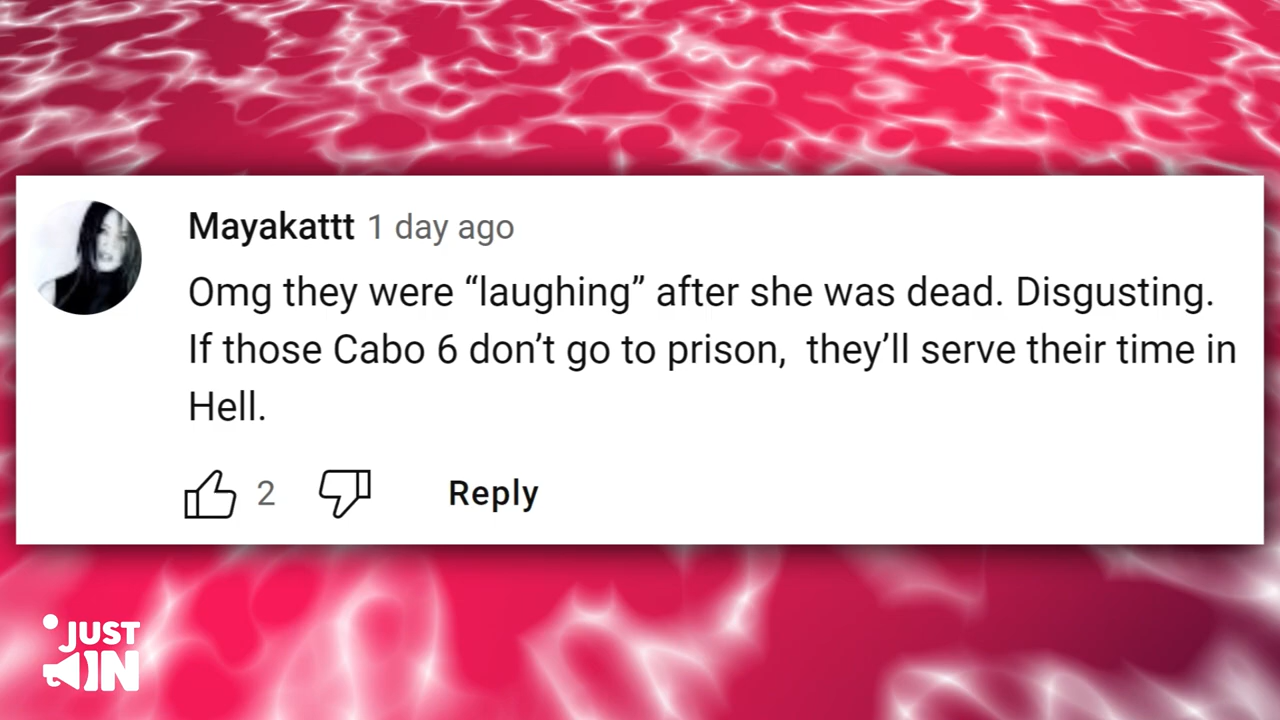 Mayakattt 1 day ago
Omg they were “laughing” after she was dead. Disgusting.
If those Cabo 6 don’t go to prison,  they’ll serve their time in
Hell.
2 Reply
JUST
IN